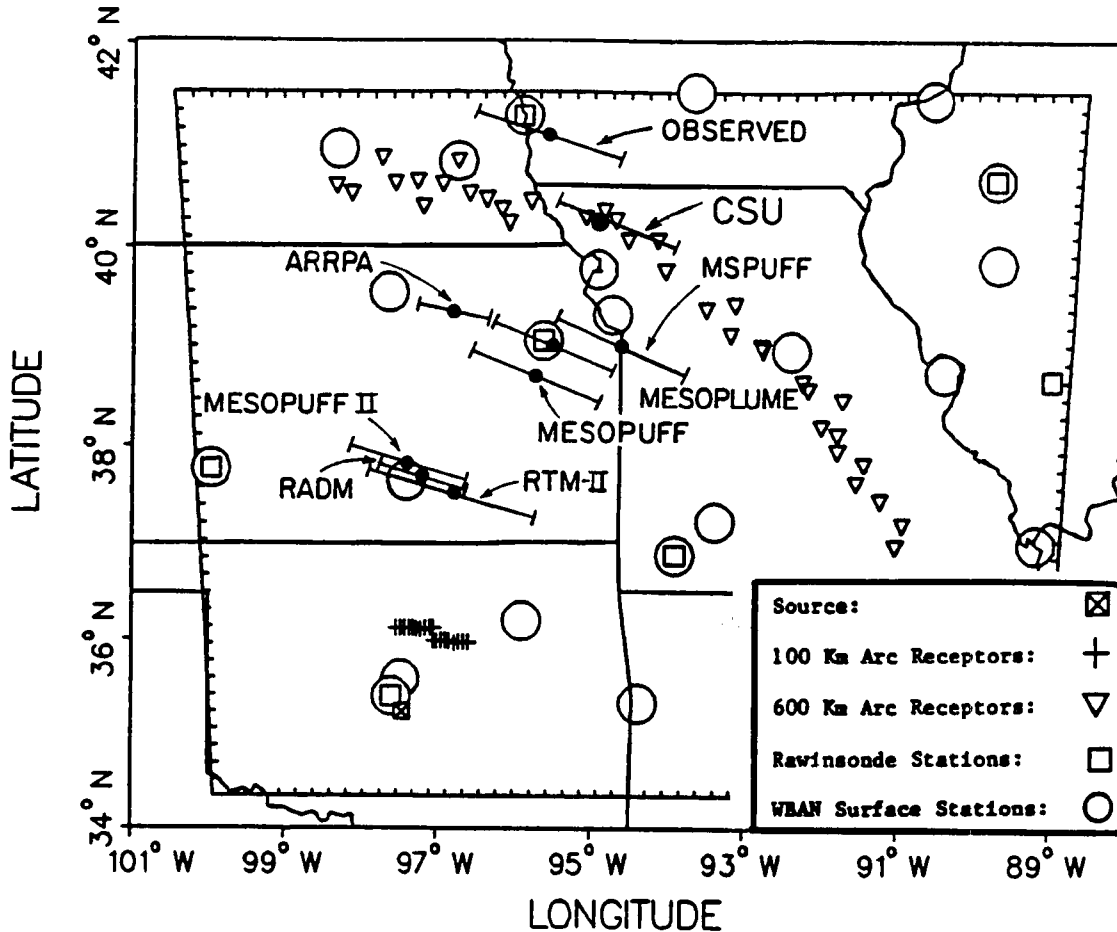 42° N
40° N
38° N
36° N
34° N
LATITUDE
OBSERVED
CSU
ARRPA
MSPUFF
MESOPUFF II
MESOPLUME
MESOPUFF
RADM
RTM-II
Source:
100 Km Arc Receptors:
600 Km Arc Receptors:
Rawinsonde Stations:
WBAN Surface Stations:
101° W 99° W 97° W 95° W 93° W 91° W 89° W
LONGITUDE